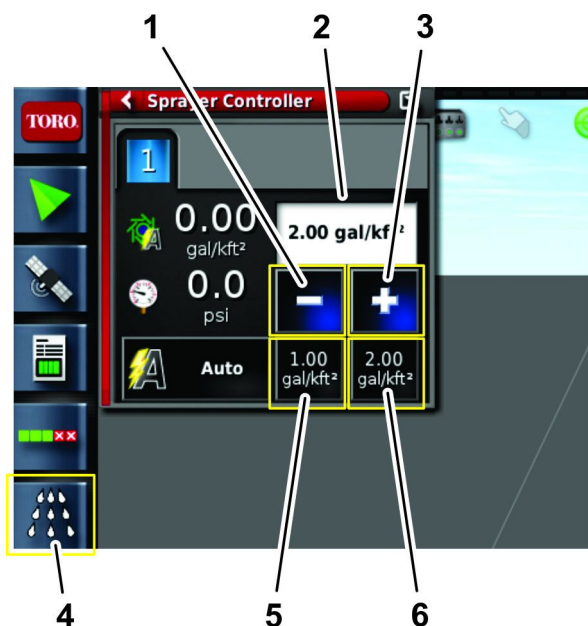 1 2 3
TORO.
Sprayer Controller
1
0.00
gal/kft²
2.00 gal/kft²
0.0
psi
- +
A Auto
1.00
gal/kft²
2.00
gal/kft²
4 5 6